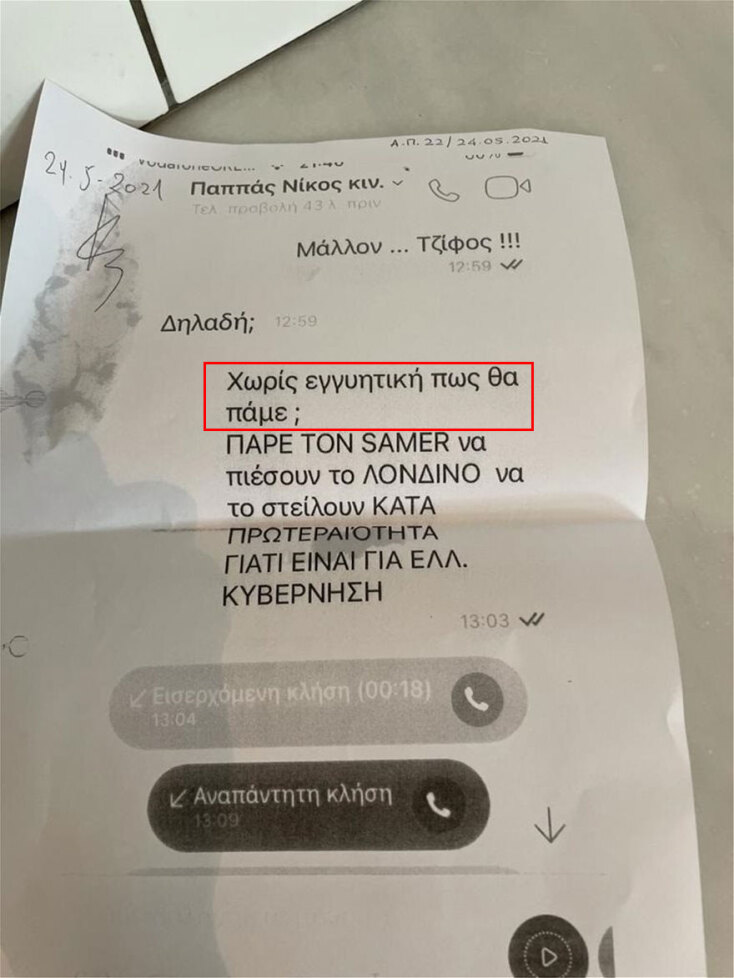 Α.Π. 22/24.05.2021
24.5-2021
Παππάς Νίκος κιν.
Τελ. προβολή 43 λ. πριν
Μάλλον ... Τζίφος !!!
12:59
Δηλαδή; 12:59
Χωρίς εγγυητική πως θα
πάμε ;
ΠΑΡΕ ΤΟΝ SAMER να
πιέσουν το ΛΟΝΔΙΝΟ να
το στείλουν ΚΑΤΑ
ΠΡΩΤΕΡΑΙΟΤΗΤΑ
ΓΙΑΤΙ ΕΙΝΑΙ ΓΙΑ ΕΛΛ.
ΚΥΒΕΡΝΗΣΗ
13:03
Εισερχόμενη κλήση (00:18)
13:04
Αναπάντητη κλήση
13:09